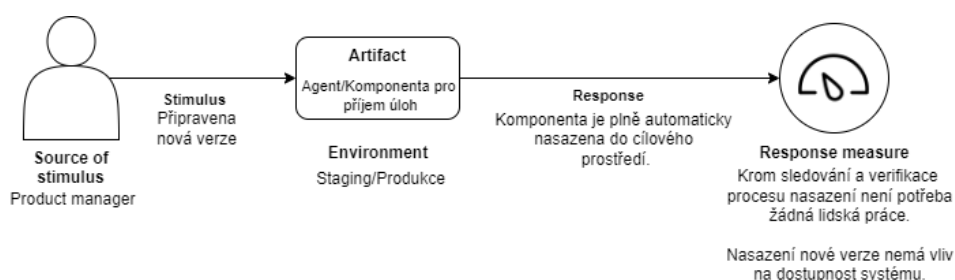 Source of
stimulus
Product manager
Stimulus
Připravena
nová verze
Artifact
Agent/Komponenta pro
příjem úloh
Environment
Staging/Produkce
Response
Komponenta je plně automaticky
nasazena do cílového
prostředí.
Response measure
Krom sledování a verifikace
procesu nasazení není potřeba
žádná lidská práce.
Nasazení nové verze nemá vliv
na dostupnost systému.